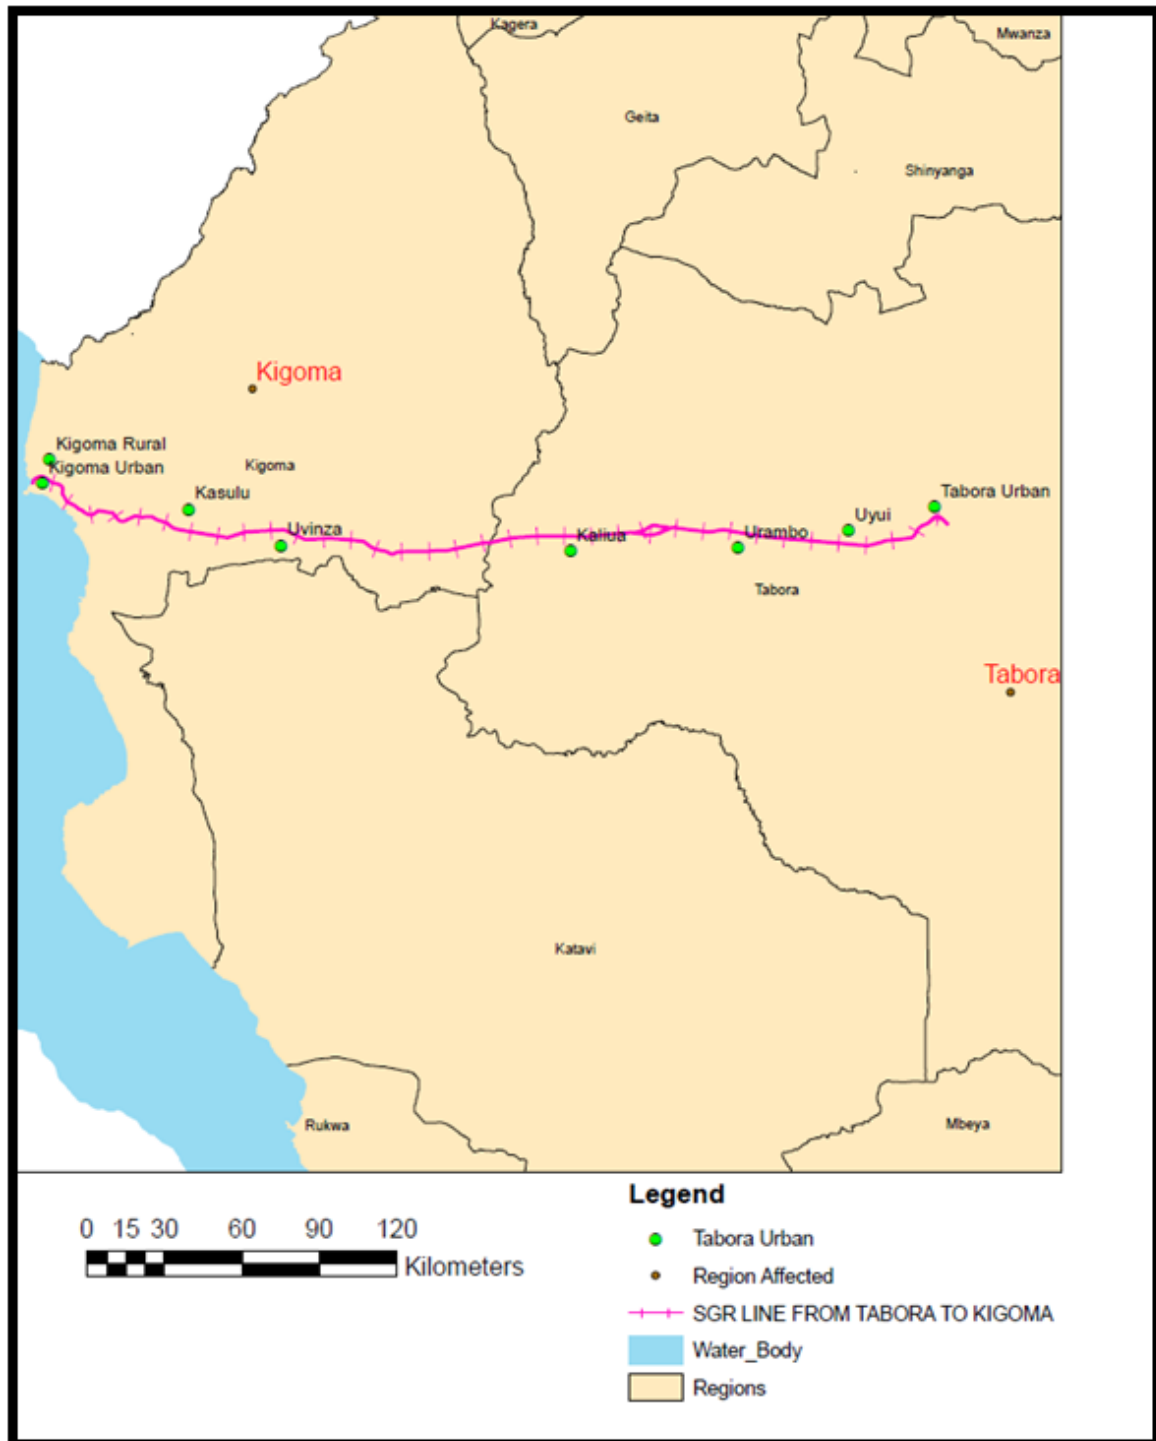 Kagera
Mwanza
Geita
Shinyanga
Kigoma
Kigoma Rural
Kigoma Urban
Kigoma
Kasulu
Uvinza
Kaliua
Urambo
Uyui
Tabora Urban
Tabora
Tabora
Katavi
Rukwa
Mbeya
Legend
0 15 30 60 90 120
Kilometers
Tabora Urban
Region Affected
SGR LINE FROM TABORA TO KIGOMA
Water_Body
Regions